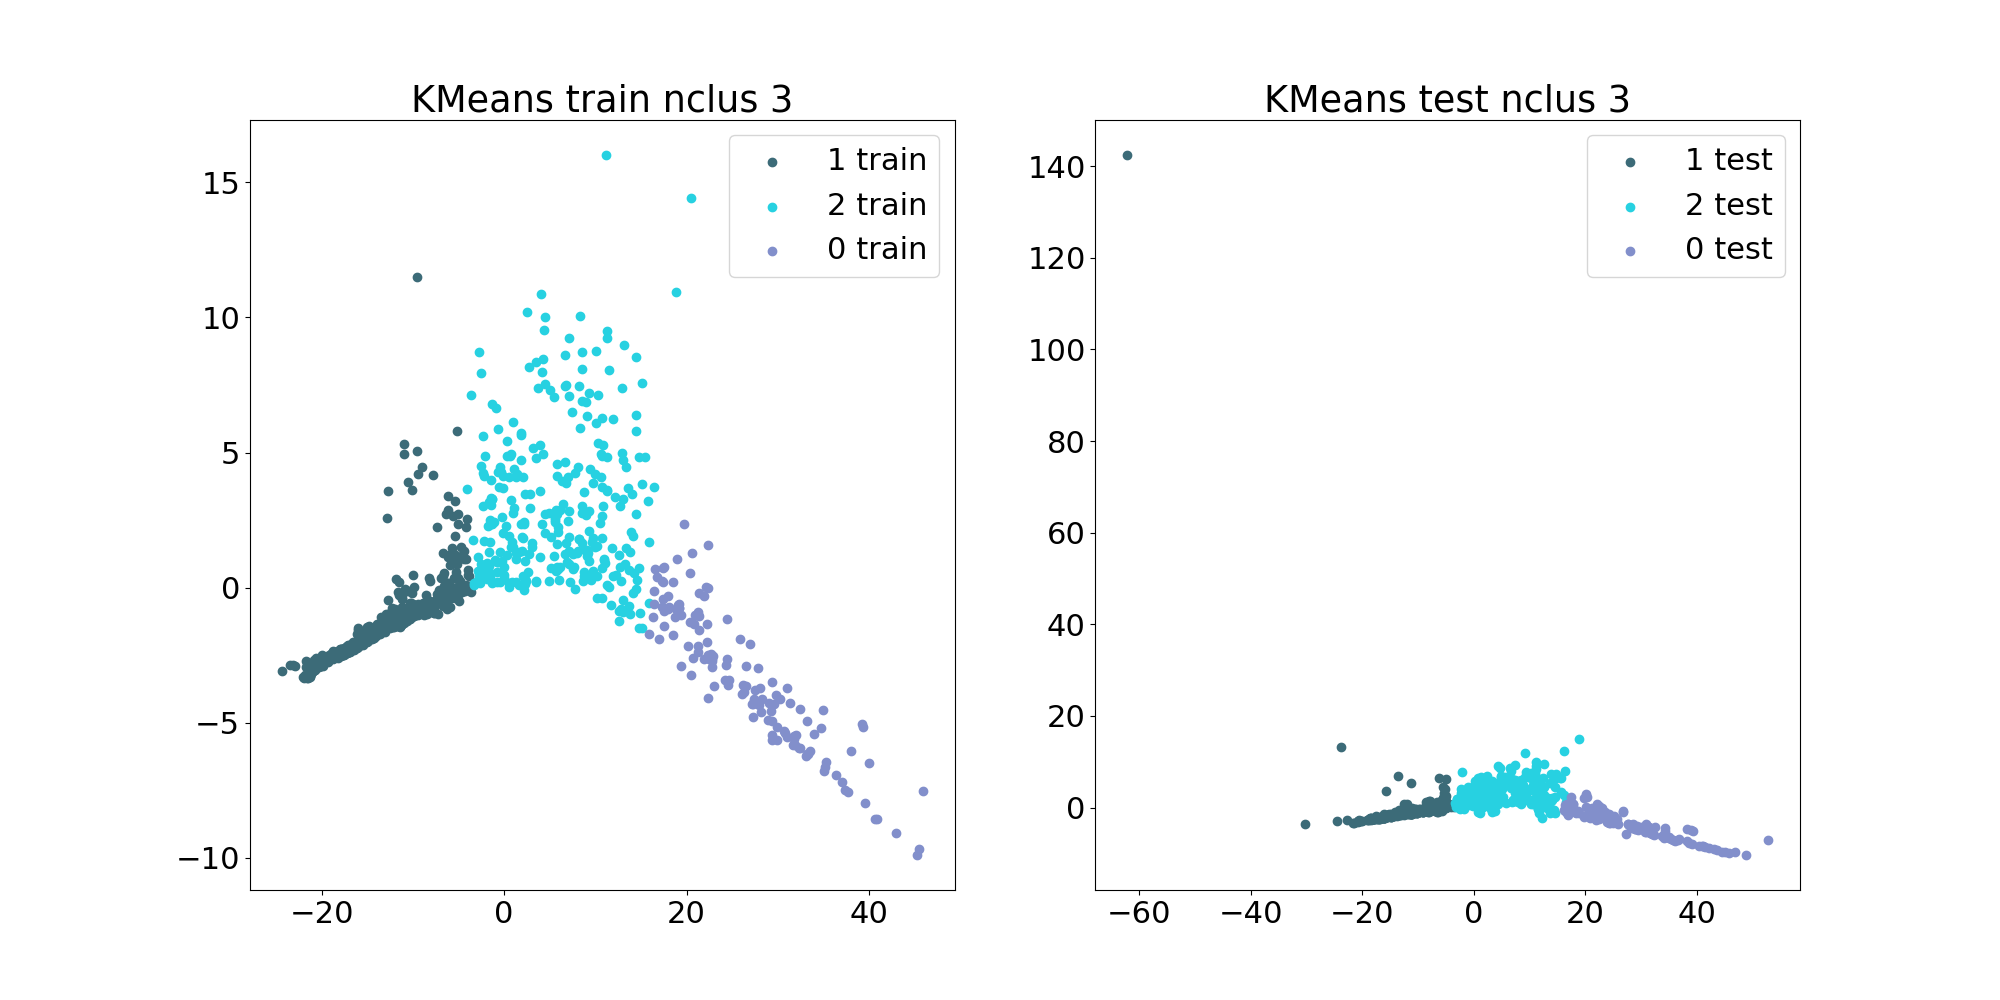 KMeans train nclus 3
1 train
2 train
0 train
15
10
5
0
−5
−10
−20 0 20 40
KMeans test nclus 3
1 test
2 test
0 test
140
120
100
80
60
40
20
0
−60 −40 −20 0 20 40